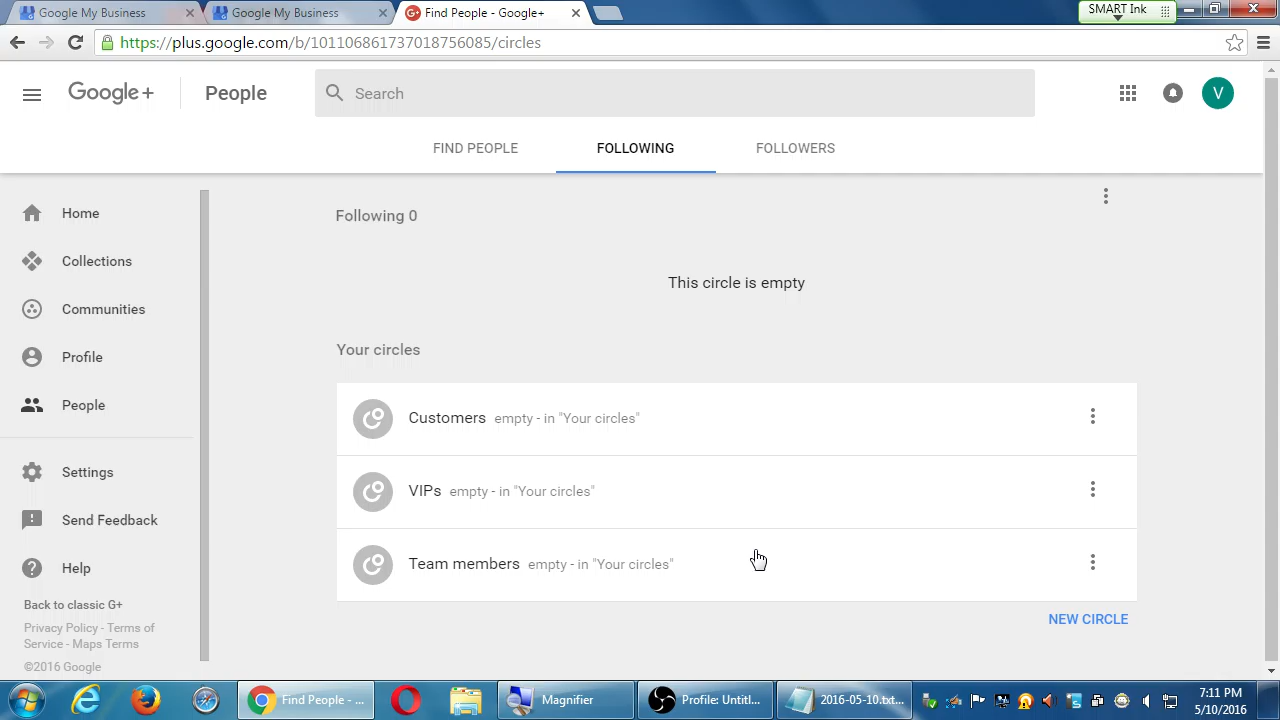 Google My Business
Google My Business
Find People - Google+
SMART Ink
https://plus.google.com/b/101106861737018756085/circles
Google+
People
Search
V
FIND PEOPLE
FOLLOWING
FOLLOWERS
Home
Collections
Communities
Profile
People
Settings
Send Feedback
Help
Back to classic G+
Privacy Policy - Terms of
Service - Maps Terms
©2016 Google
Following 0
This circle is empty
Your circles
Customers empty - in "Your circles"
VIPs empty - in "Your circles"
Team members empty - in "Your circles"
NEW CIRCLE
Find People - ...
Magnifier
Profile: Untitl...
2016-05-10.txt...
7:11 PM
5/10/2016